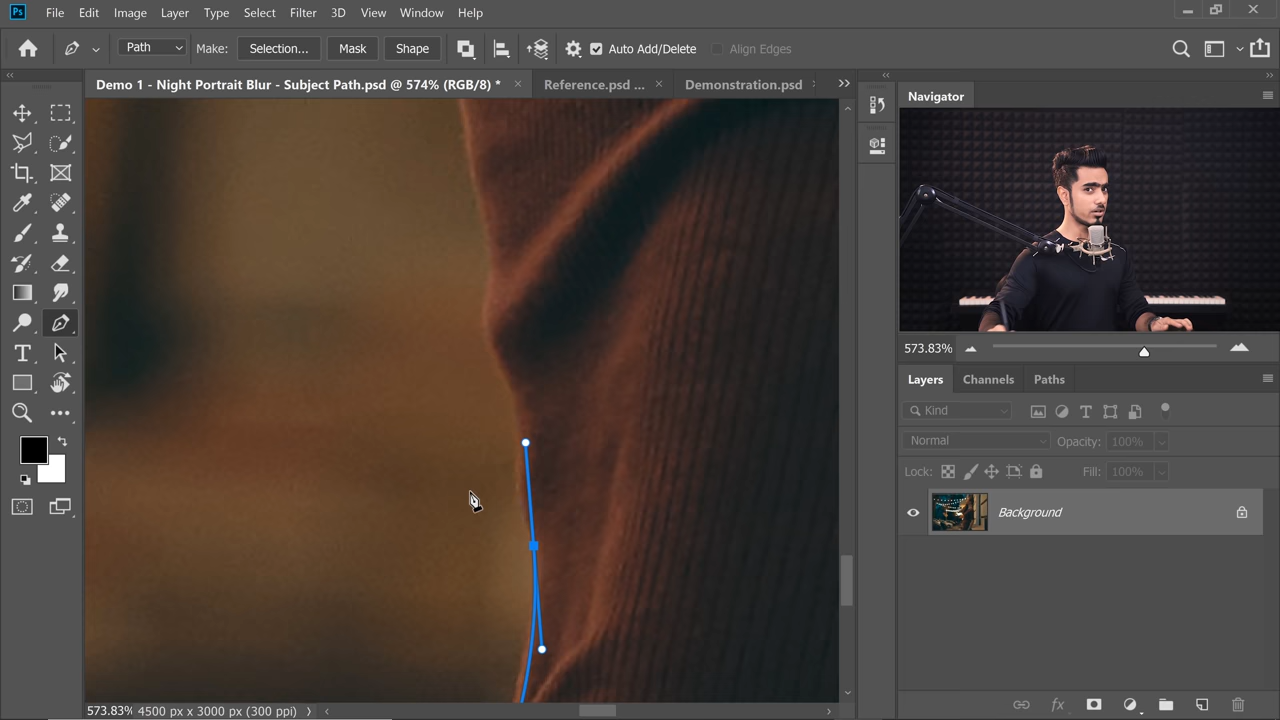 Ps File Edit Image Layer Type Select Filter 3D View Window Help
Path Make: Selection... Mask Shape Auto Add/Delete Align Edges
Demo 1 - Night Portrait Blur - Subject Path.psd @ 574% (RGB/8) * Reference.psd ... Demonstration.psd
Navigator
573.83%
Layers Channels Paths
Kind
Normal Opacity: 100%
Lock: Fill: 100%
Background
fx
573.83% 4500 px x 3000 px (300 ppi)